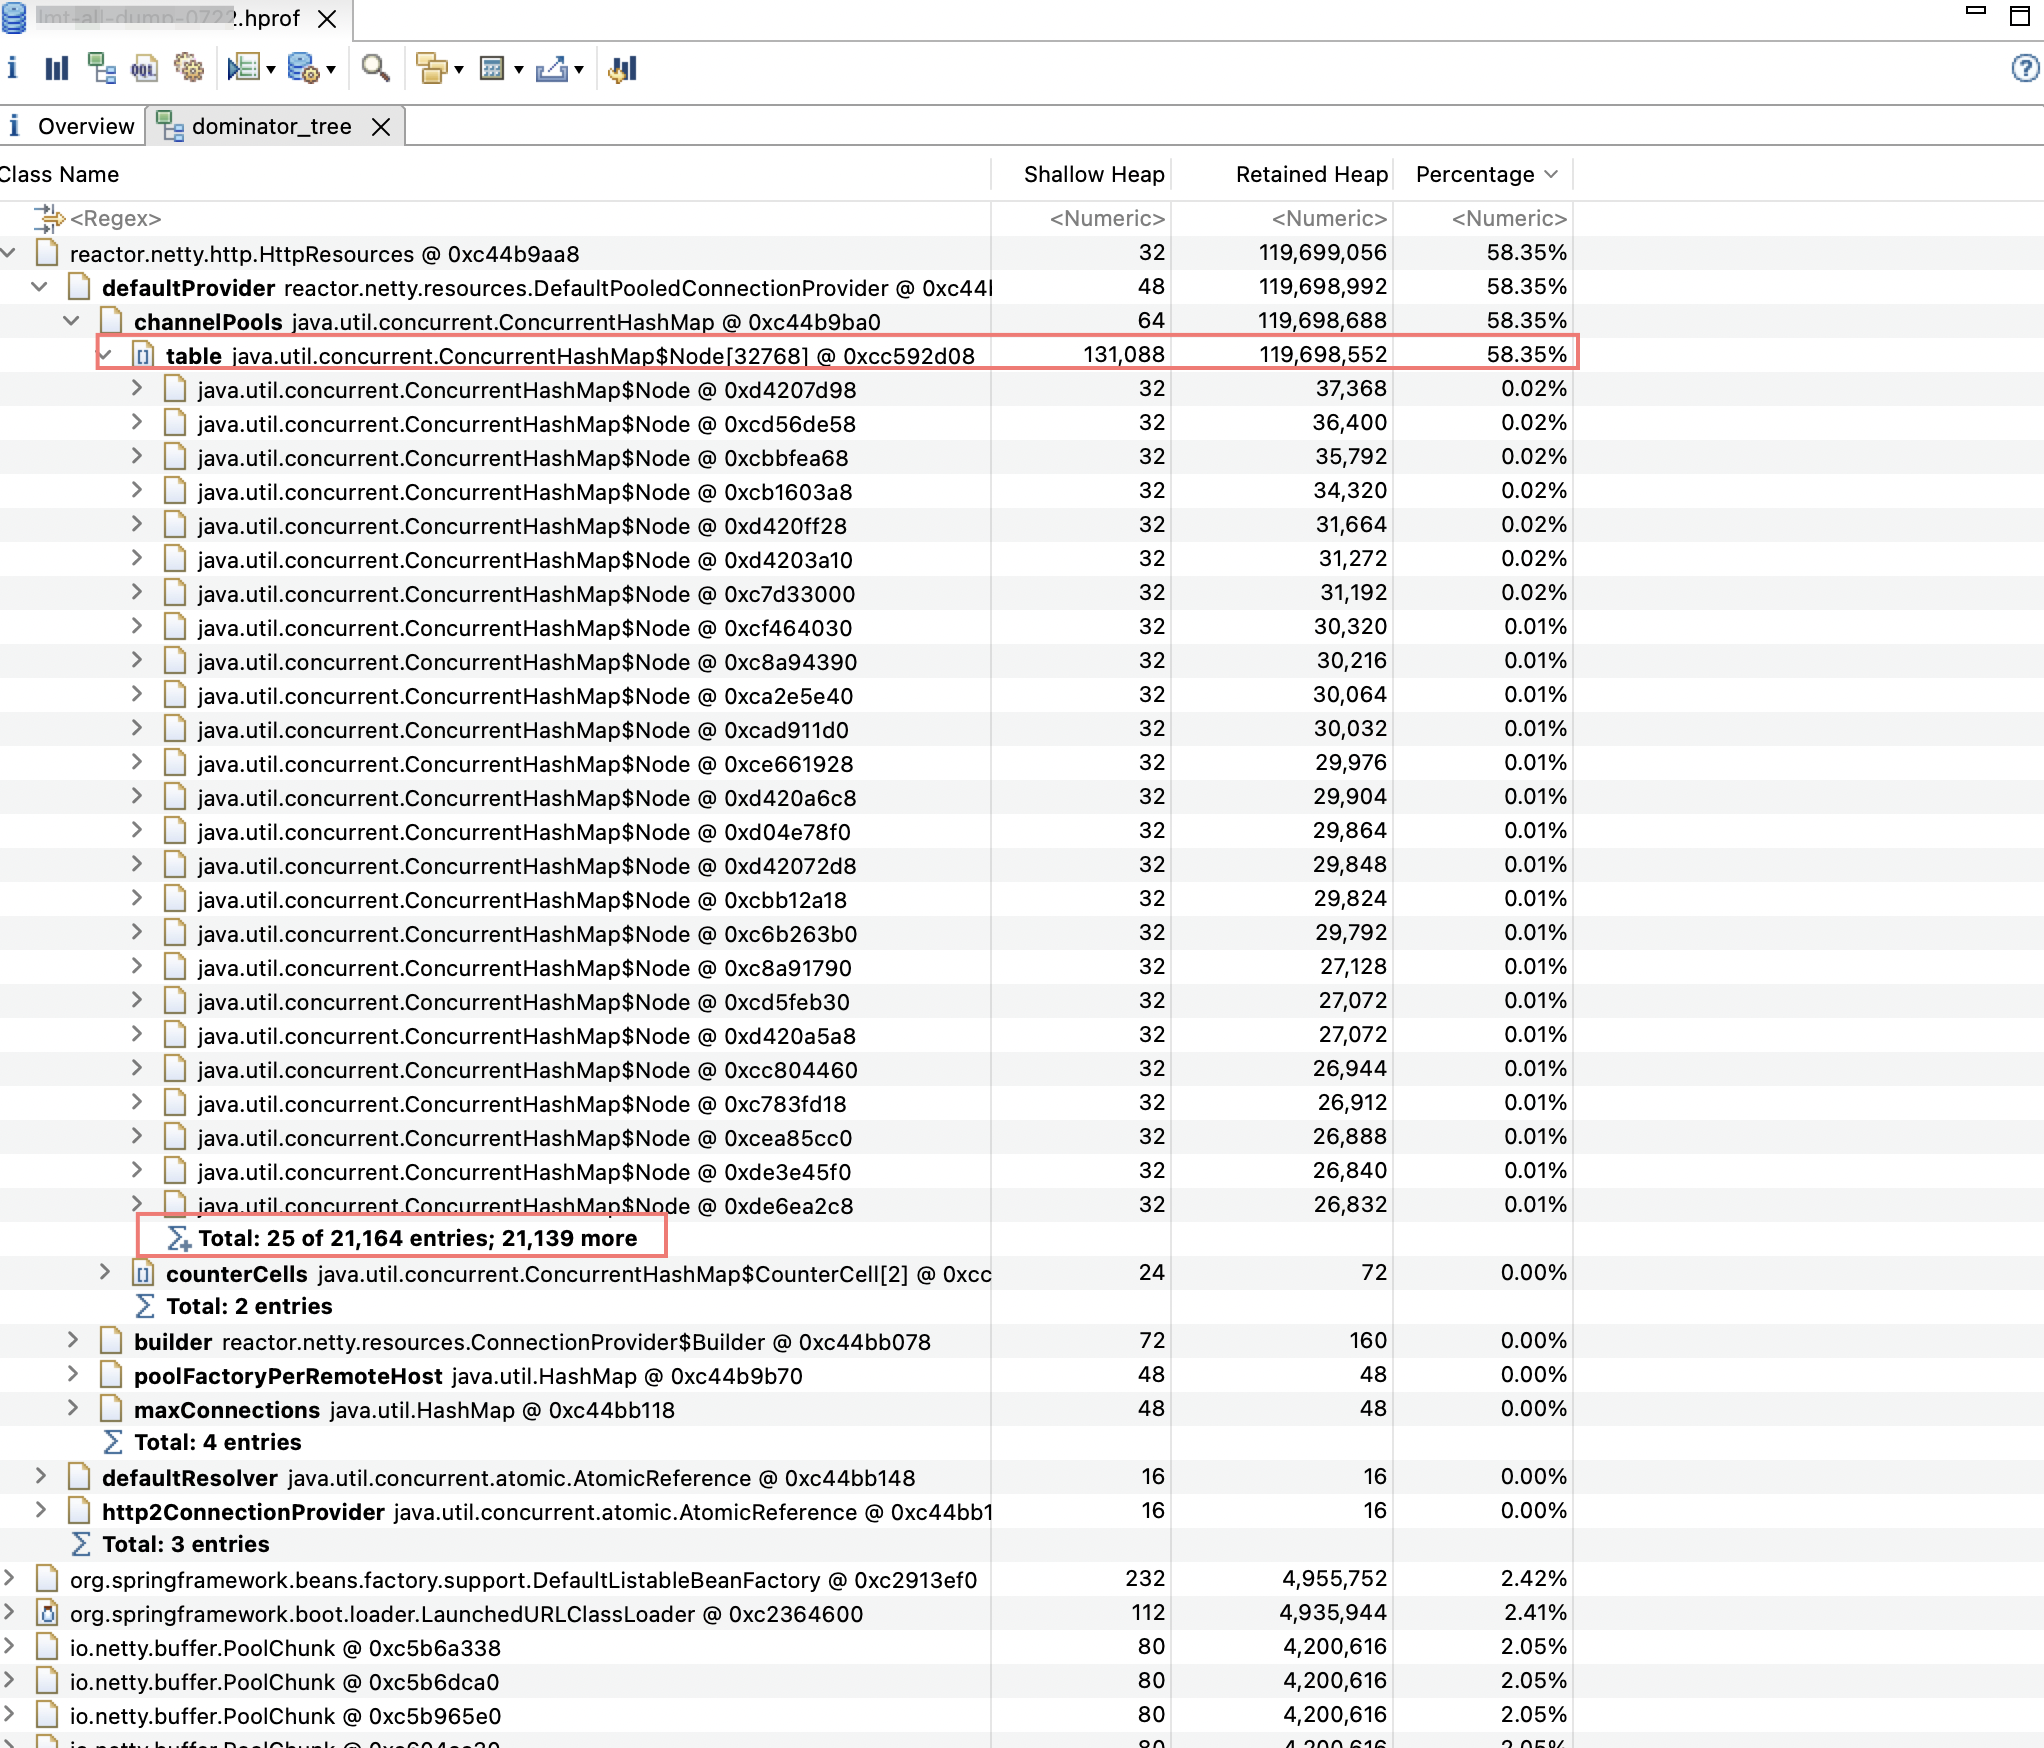 .hprof
OQL
Overview
dominator_tree
Class Name Shallow Heap Retained Heap Percentage
<Regex> <Numeric> <Numeric> <Numeric>
reactor.netty.http.HttpResources @ 0xc44b9aa8 32 119,699,056 58.35%
defaultProvider reactor.netty.resources.DefaultPooledConnectionProvider @ 0xc44 48 119,698,992 58.35%
channelPools java.util.concurrent.ConcurrentHashMap @ 0xc44b9ba0 64 119,698,688 58.35%
table java.util.concurrent.ConcurrentHashMap$Node[32768] @ 0xcc592d08 131,088 119,698,552 58.35%
java.util.concurrent.ConcurrentHashMap$Node @ 0xd4207d98 32 37,368 0.02%
java.util.concurrent.ConcurrentHashMap$Node @ 0xcd56de58 32 36,400 0.02%
java.util.concurrent.ConcurrentHashMap$Node @ 0xcbbfea68 32 35,792 0.02%
java.util.concurrent.ConcurrentHashMap$Node @ 0xcb1603a8 32 34,320 0.02%
java.util.concurrent.ConcurrentHashMap$Node @ 0xd420ff28 32 31,664 0.02%
java.util.concurrent.ConcurrentHashMap$Node @ 0xd4203a10 32 31,272 0.02%
java.util.concurrent.ConcurrentHashMap$Node @ 0xc7d33000 32 31,192 0.02%
java.util.concurrent.ConcurrentHashMap$Node @ 0xcf464030 32 30,320 0.01%
java.util.concurrent.ConcurrentHashMap$Node @ 0xc8a94390 32 30,216 0.01%
java.util.concurrent.ConcurrentHashMap$Node @ 0xca2e5e40 32 30,064 0.01%
java.util.concurrent.ConcurrentHashMap$Node @ 0xcad911d0 32 30,032 0.01%
java.util.concurrent.ConcurrentHashMap$Node @ 0xce661928 32 29,976 0.01%
java.util.concurrent.ConcurrentHashMap$Node @ 0xd420a6c8 32 29,904 0.01%
java.util.concurrent.ConcurrentHashMap$Node @ 0xd04e78f0 32 29,864 0.01%
java.util.concurrent.ConcurrentHashMap$Node @ 0xd42072d8 32 29,848 0.01%
java.util.concurrent.ConcurrentHashMap$Node @ 0xcbb12a18 32 29,824 0.01%
java.util.concurrent.ConcurrentHashMap$Node @ 0xc6b263b0 32 29,792 0.01%
java.util.concurrent.ConcurrentHashMap$Node @ 0xc8a91790 32 27,128 0.01%
java.util.concurrent.ConcurrentHashMap$Node @ 0xcd5feb30 32 27,072 0.01%
java.util.concurrent.ConcurrentHashMap$Node @ 0xd420a5a8 32 27,072 0.01%
java.util.concurrent.ConcurrentHashMap$Node @ 0xcc804460 32 26,944 0.01%
java.util.concurrent.ConcurrentHashMap$Node @ 0xc783fd18 32 26,912 0.01%
java.util.concurrent.ConcurrentHashMap$Node @ 0xcea85cc0 32 26,888 0.01%
java.util.concurrent.ConcurrentHashMap$Node @ 0xde3e45f0 32 26,840 0.01%
java.util.concurrent.ConcurrentHashMap$Node @ 0xde6ea2c8 32 26,832 0.01%
Total: 25 of 21,164 entries; 21,139 more
counterCells java.util.concurrent.ConcurrentHashMap$CounterCell[2] @ 0xcc 24 72 0.00%
Total: 2 entries
builder reactor.netty.resources.ConnectionProvider$Builder @ 0xc44bb078 72 160 0.00%
poolFactoryPerRemoteHost java.util.HashMap @ 0xc44b9b70 48 48 0.00%
maxConnections java.util.HashMap @ 0xc44bb118 48 48 0.00%
Total: 4 entries
defaultResolver java.util.concurrent.atomic.AtomicReference @ 0xc44bb148 16 16 0.00%
http2ConnectionProvider java.util.concurrent.atomic.AtomicReference @ 0xc44bb1 16 16 0.00%
Total: 3 entries
org.springframework.beans.factory.support.DefaultListableBeanFactory @ 0xc2913ef0 232 4,955,752 2.42%
org.springframework.boot.loader.LaunchedURLClassLoader @ 0xc2364600 112 4,935,944 2.41%
io.netty.buffer.PoolChunk @ 0xc5b6a338 80 4,200,616 2.05%
io.netty.buffer.PoolChunk @ 0xc5b6dca0 80 4,200,616 2.05%
io.netty.buffer.PoolChunk @ 0xc5b965e0 80 4,200,616 2.05%
io.netty.buffer.PoolChunk @ 80 4,200,616 2.05%